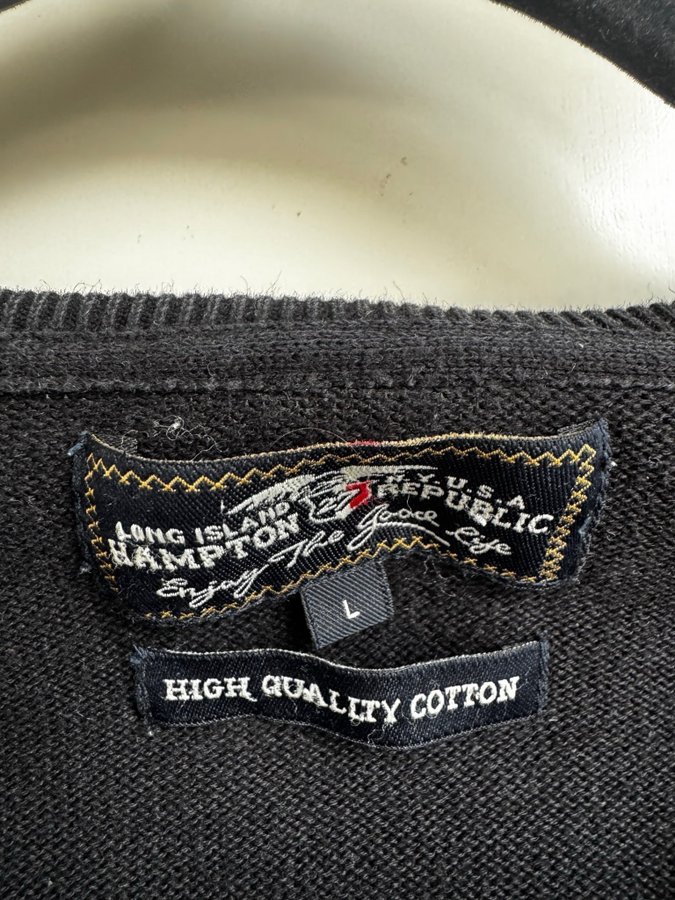 LONG ISLAND N.Y. U.S.A
HAMPTON REPUBLIC
Enjoy The Good Life
L
HIGH QUALITY COTTON